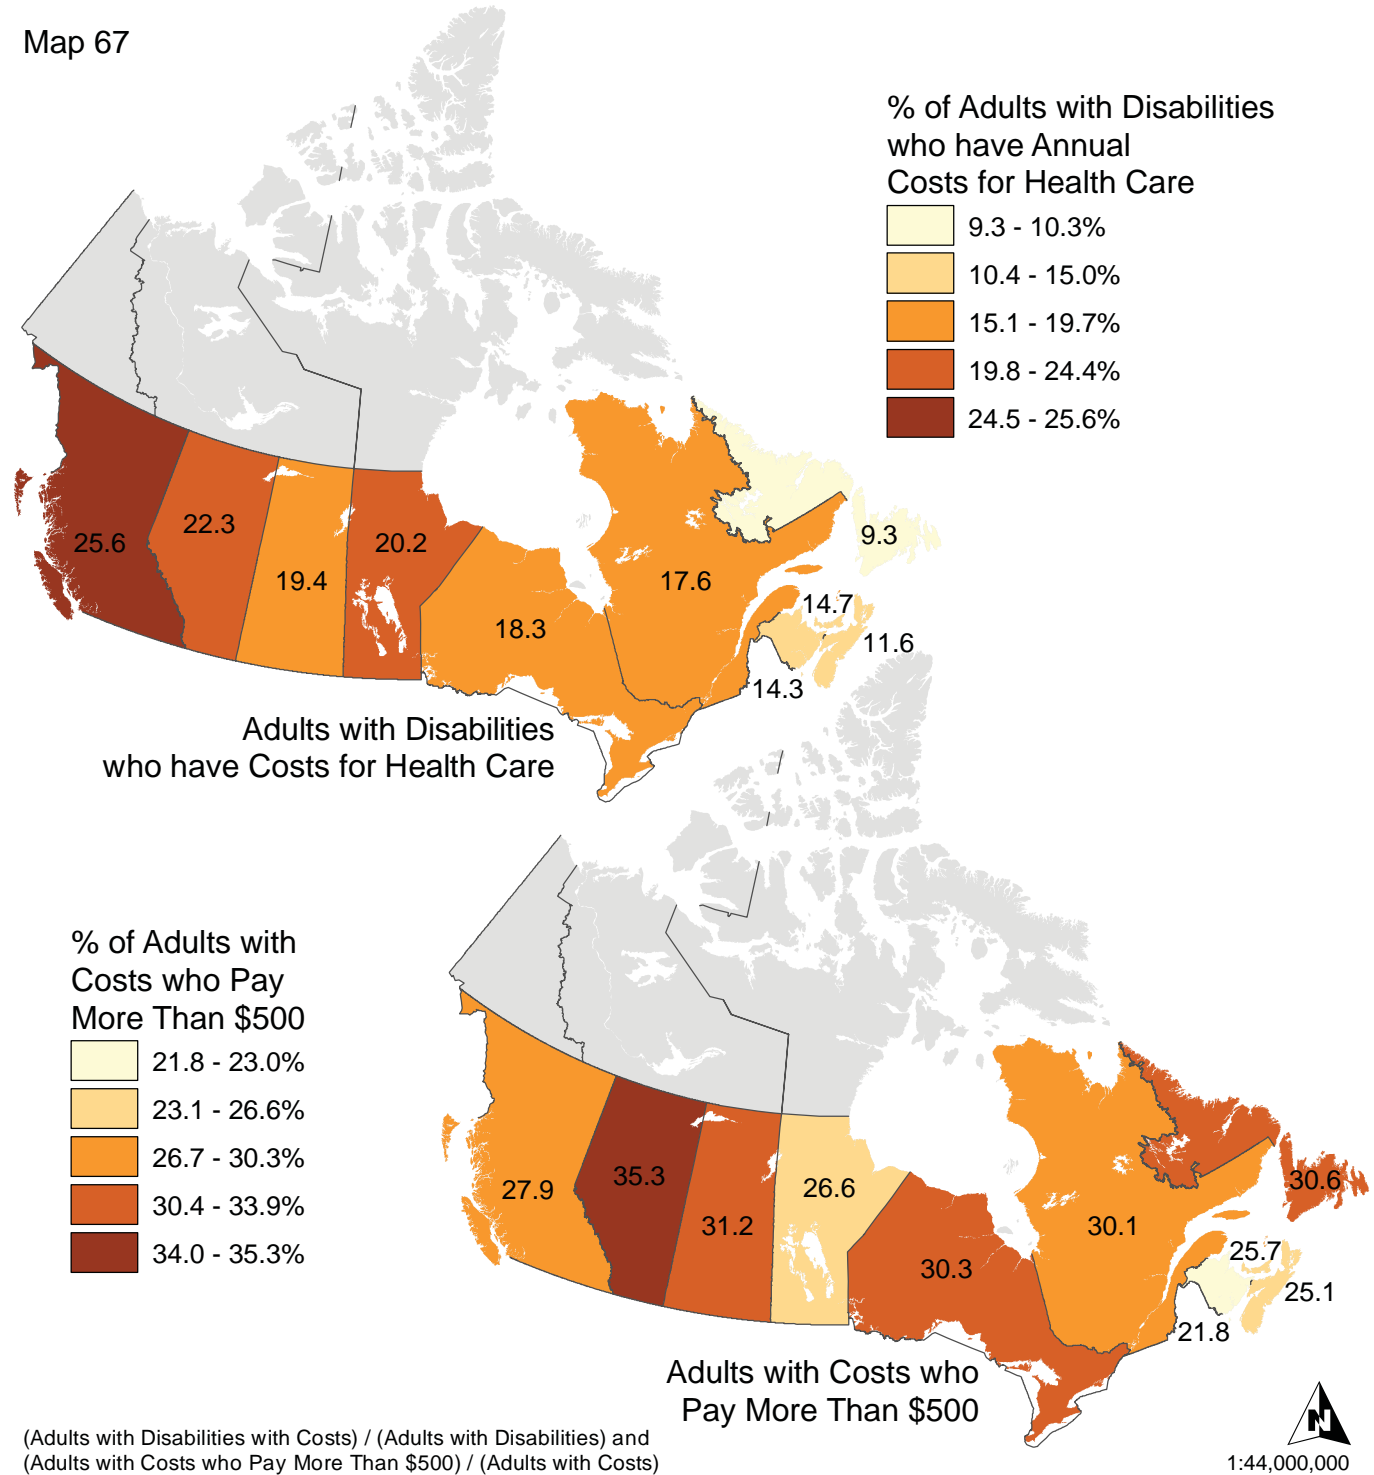 Map 67
% of Adults with Disabilities
who have Annual
Costs for Health Care
9.3 - 10.3%
10.4 - 15.0%
15.1 - 19.7%
19.8 - 24.4%
24.5 - 25.6%
25.6
22.3
19.4
20.2
18.3
17.6
9.3
14.7
11.6
14.3
Adults with Disabilities
who have Costs for Health Care
% of Adults with
Costs who Pay
More Than $500
21.8 - 23.0%
23.1 - 26.6%
26.7 - 30.3%
30.4 - 33.9%
34.0 - 35.3%
27.9
35.3
31.2
26.6
30.3
30.1
30.6
25.7
25.1
21.8
Adults with Costs who
Pay More Than $500
(Adults with Disabilities with Costs) / (Adults with Disabilities) and
(Adults with Costs who Pay More Than $500) / (Adults with Costs)
N
1:44,000,000